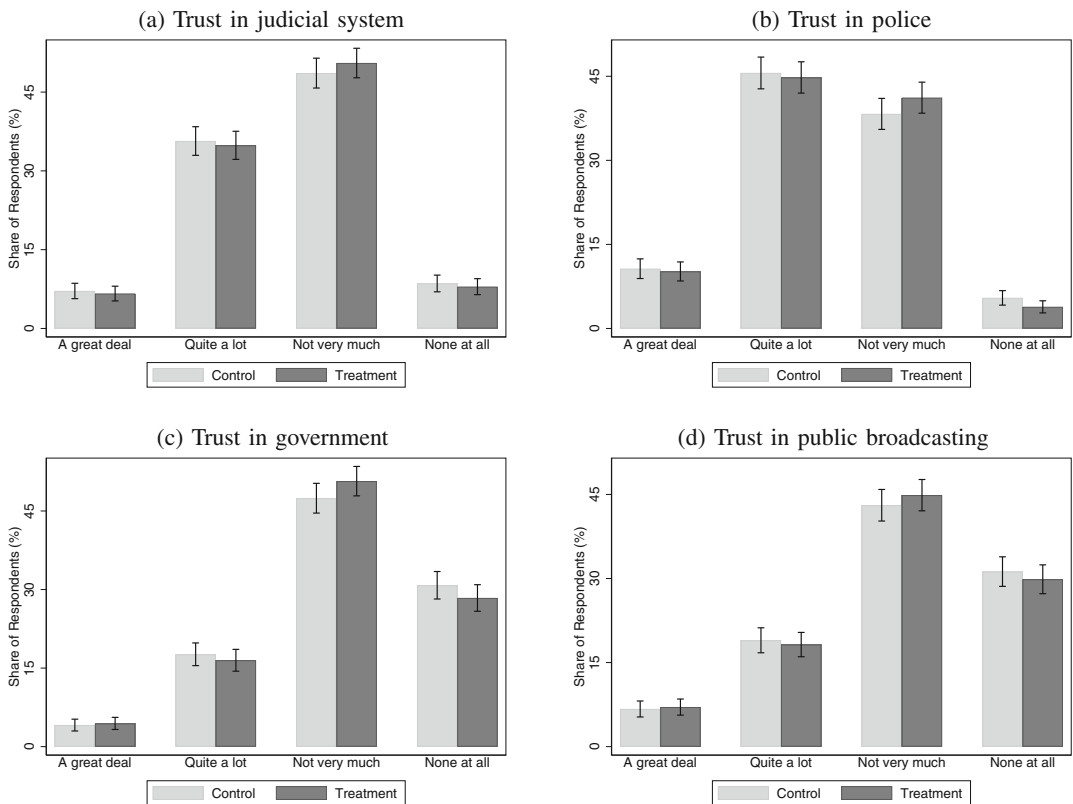 (a) Trust in judicial system
Share of Respondents (%)
45
30
15
0
A great deal Quite a lot Not very much None at all
Control Treatment
(b) Trust in police
Share of Respondents (%)
45
30
15
0
A great deal Quite a lot Not very much None at all
Control Treatment
(c) Trust in government
Share of Respondents (%)
45
30
15
0
A great deal Quite a lot Not very much None at all
Control Treatment
(d) Trust in public broadcasting
Share of Respondents (%)
45
30
15
0
A great deal Quite a lot Not very much None at all
Control Treatment